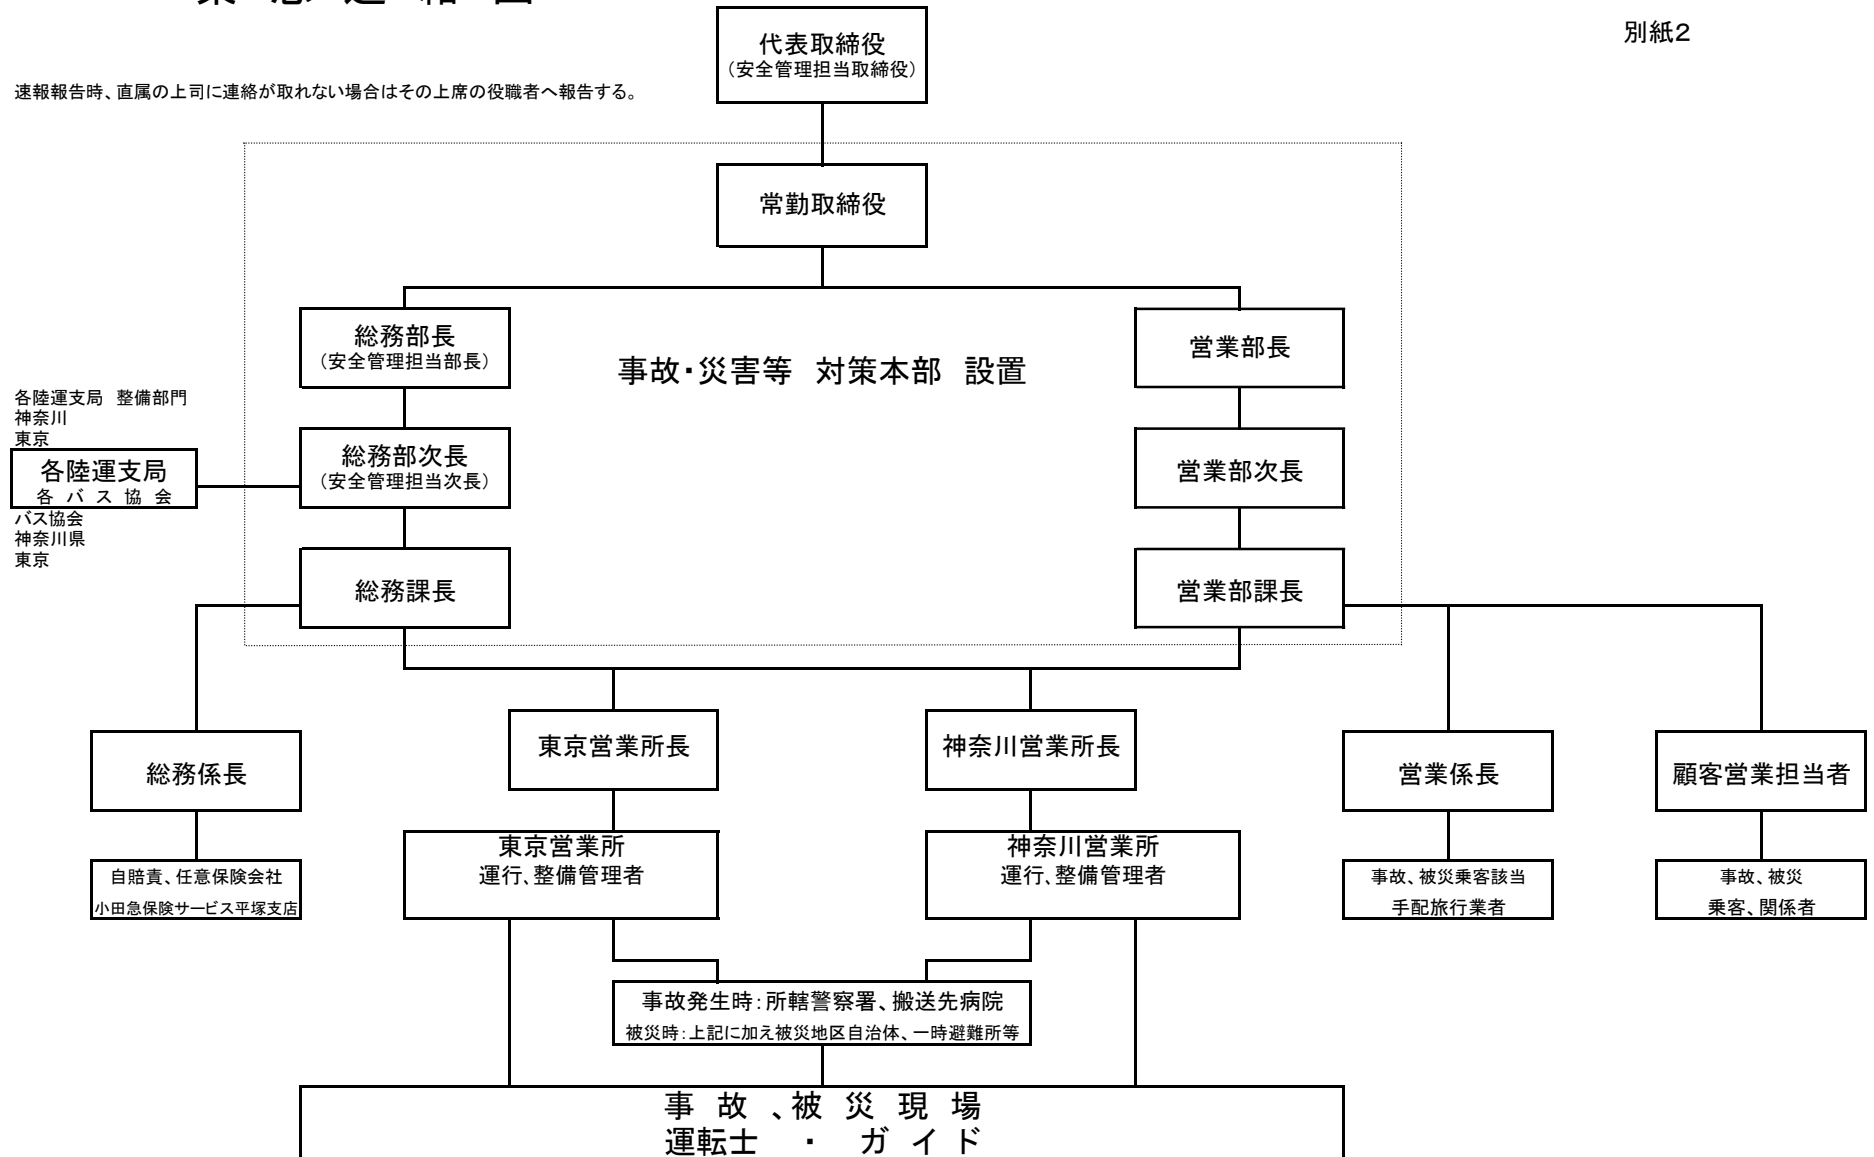 別紙2
代表取締役
（安全管理担当取締役）
速報報告時、直属の上司に連絡が取れない場合はその上席の役職者へ報告する。
常勤取締役
総務部長
（安全管理担当部長）
事故・災害等　対策本部　設置
営業部長
各陸運支局　整備部門
神奈川
東京
各陸運支局
各 バ ス 協 会
バス協会
神奈川県
東京
総務部次長
（安全管理担当次長）
営業部次長
総務課長
営業部課長
総務係長
東京営業所長
神奈川営業所長
営業係長
顧客営業担当者
自賠責、任意保険会社
小田急保険サービス平塚支店
東京営業所
運行、整備管理者
神奈川営業所
運行、整備管理者
事故、被災乗客該当
手配旅行業者
事故、被災
乗客、関係者
事故発生時：所轄警察署、搬送先病院
被災時：上記に加え被災地区自治体、一時避難所等
事 故 、被 災 現 場
運転士 ・ ガ イ ド